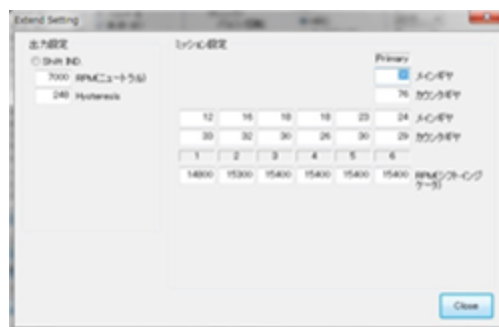 Extend Setting
出力設定
Shift IND.
7000 RPM(ニュートラル)
248 Hysteresis
ミッション設定
Primary
メインギヤ
76 カウンタギヤ
12 16 18 18 23 24 メインギヤ
33 32 30 26 30 29 カウンタギヤ
1 2 3 4 5 6
14800 15300 15400 15400 15400 15400 RPM(シフトインジ
ケータ)
Close